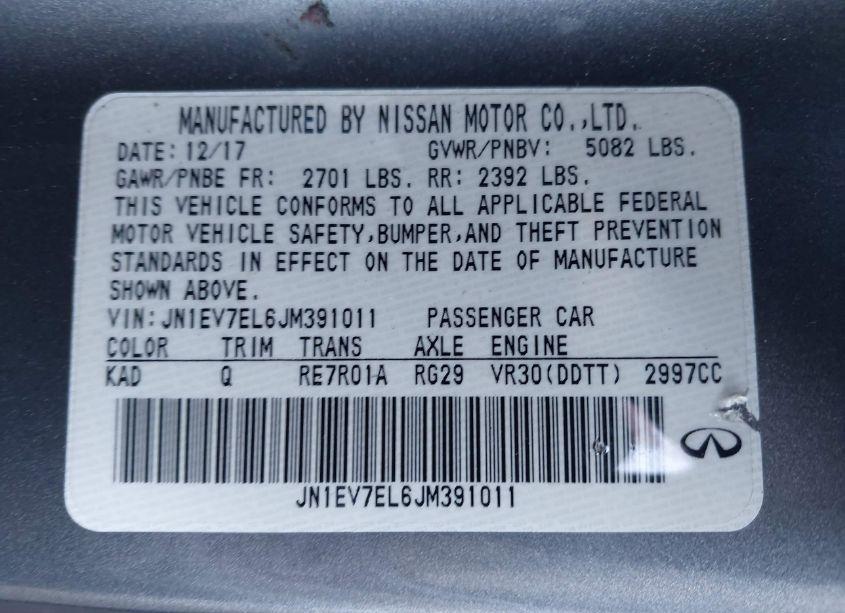 MANUFACTURED BY NISSAN MOTOR CO.,LTD.
DATE: 12/17 GVWR/PNBV: 5082 LBS.
GAWR/PNBE FR: 2701 LBS. RR: 2392 LBS.
THIS VEHICLE CONFORMS TO ALL APPLICABLE FEDERAL
MOTOR VEHICLE SAFETY,BUMPER,AND THEFT PREVENTION
STANDARDS IN EFFECT ON THE DATE OF MANUFACTURE
SHOWN ABOVE.
VIN: JN1EV7EL6JM391011 PASSENGER CAR
COLOR TRIM TRANS AXLE ENGINE
KAD Q RE7R01A RG29 VR30(DDTT) 2997CC
JN1EV7EL6JM391011